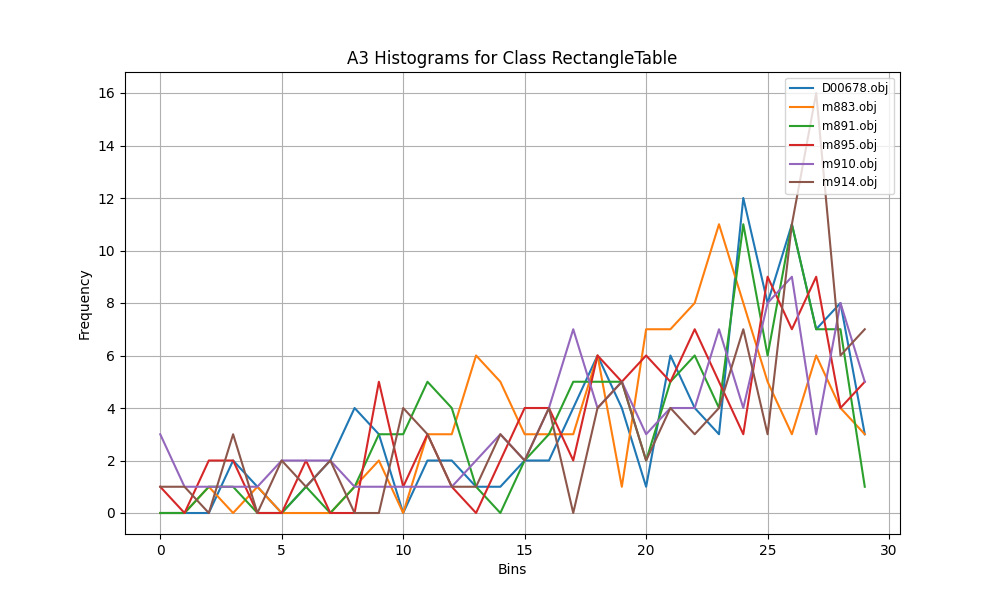 A3 Histograms for Class RectangleTable
16
14
12
10
8
6
4
2
0
Frequency
0 5 10 15 20 25 30
Bins
D00678.obj
m883.obj
m891.obj
m895.obj
m910.obj
m914.obj